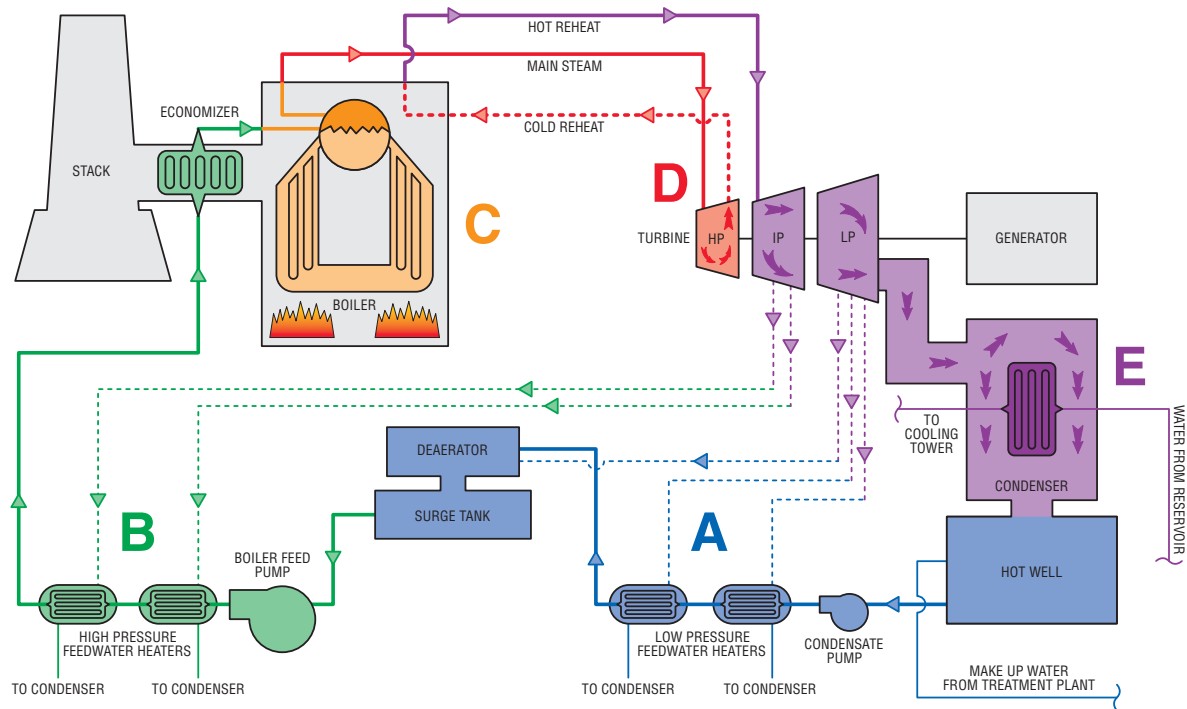 HOT REHEAT
MAIN STEAM
ECONOMIZER
COLD REHEAT
STACK
C
D
TURBINE
HP
IP
LP
GENERATOR
BOILER
E
TO
COOLING
TOWER
WATER FROM RESERVOIR
DEAERATOR
CONDENSER
SURGE TANK
B
A
BOILER FEED
PUMP
HOT WELL
HIGH PRESSURE
FEEDWATER HEATERS
LOW PRESSURE
FEEDWATER HEATERS
CONDENSATE
PUMP
MAKE UP WATER
FROM TREATMENT PLANT
TO CONDENSER
TO CONDENSER
TO CONDENSER
TO CONDENSER